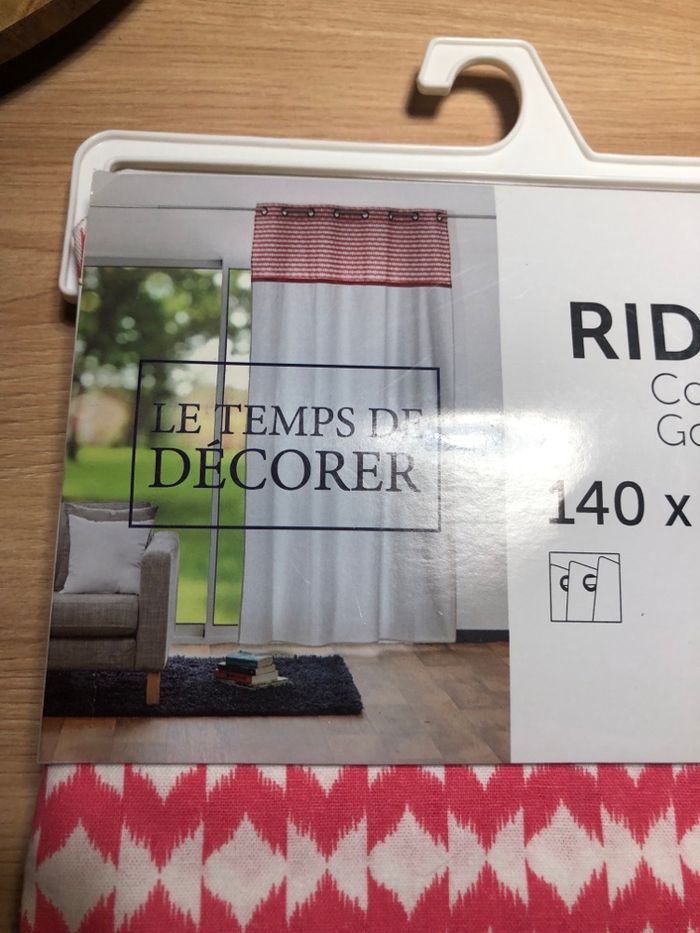 LE TEMPS DE
DÉCORER
RID
Co
Go
140 x